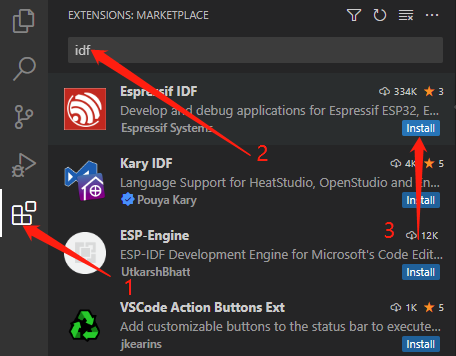 EXTENSIONS: MARKETPLACE
idf
Espressif IDF 334K 3
Develop and debug applications for Espressif ESP32, E...
Espressif Systems Install
2
Kary IDF 4K 5
Language Support for HeatStudio, OpenStudio and En...
Pouya Kary Install
3
ESP-Engine 12K
ESP-IDF Development Engine for Microsoft's Code Edit...
UtkarshBhatt Install
1
VSCode Action Buttons Ext 1K 5
Add customizable buttons to the status bar to execute...
jkearins Install